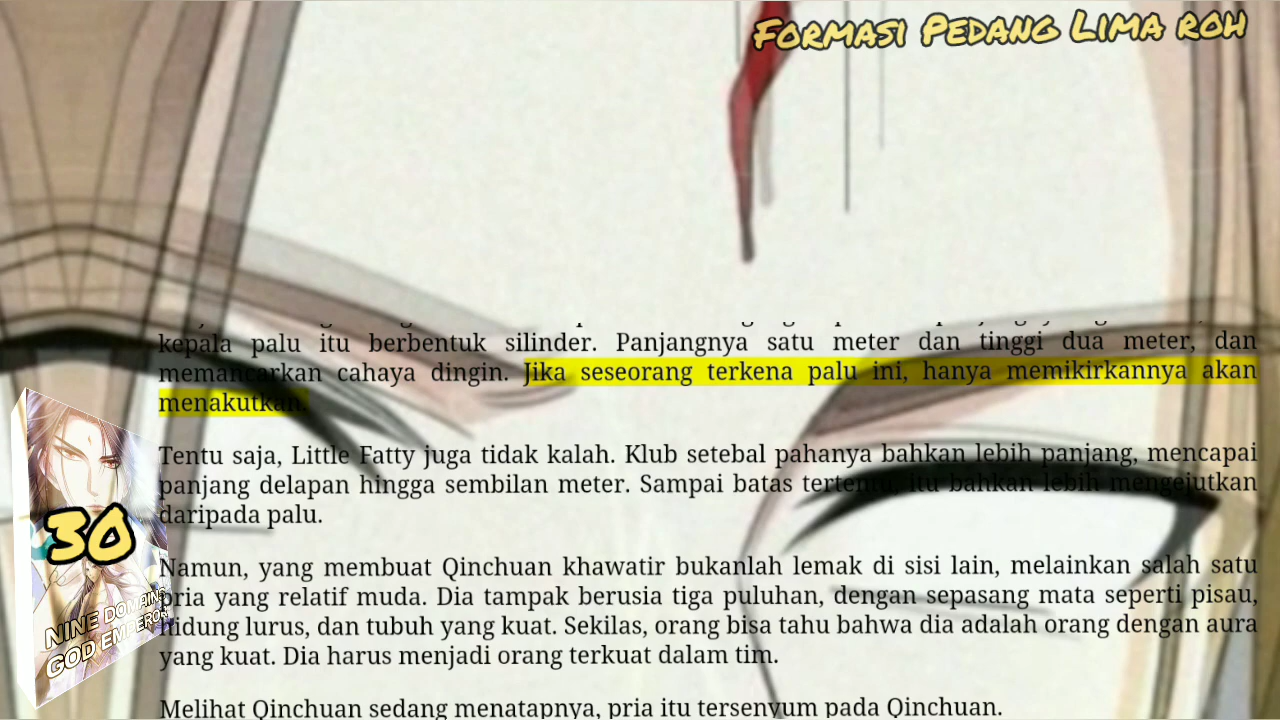 Formasi Pedang Lima roh
kepala palu itu berbentuk silinder. Panjangnya satu meter dan tinggi dua meter, dan
memancarkan cahaya dingin. Jika seseorang terkena palu ini, hanya memikirkannya akan
menakutkan.
Tentu saja, Little Fatty juga tidak kalah. Klub setebal pahanya bahkan lebih panjang, mencapai
panjang delapan hingga sembilan meter. Sampai batas tertentu, itu bahkan lebih mengejutkan
daripada palu.
Namun, yang membuat Qinchuan khawatir bukanlah lemak di sisi lain, melainkan salah satu
pria yang relatif muda. Dia tampak berusia tiga puluhan, dengan sepasang mata seperti pisau,
hidung lurus, dan tubuh yang kuat. Sekilas, orang bisa tahu bahwa dia adalah orang dengan aura
yang kuat. Dia harus menjadi orang terkuat dalam tim.
Melihat Qinchuan sedang menatapnya, pria itu tersenyum pada Qinchuan.
30
NINE DOMAINS
GOD EMPEROR